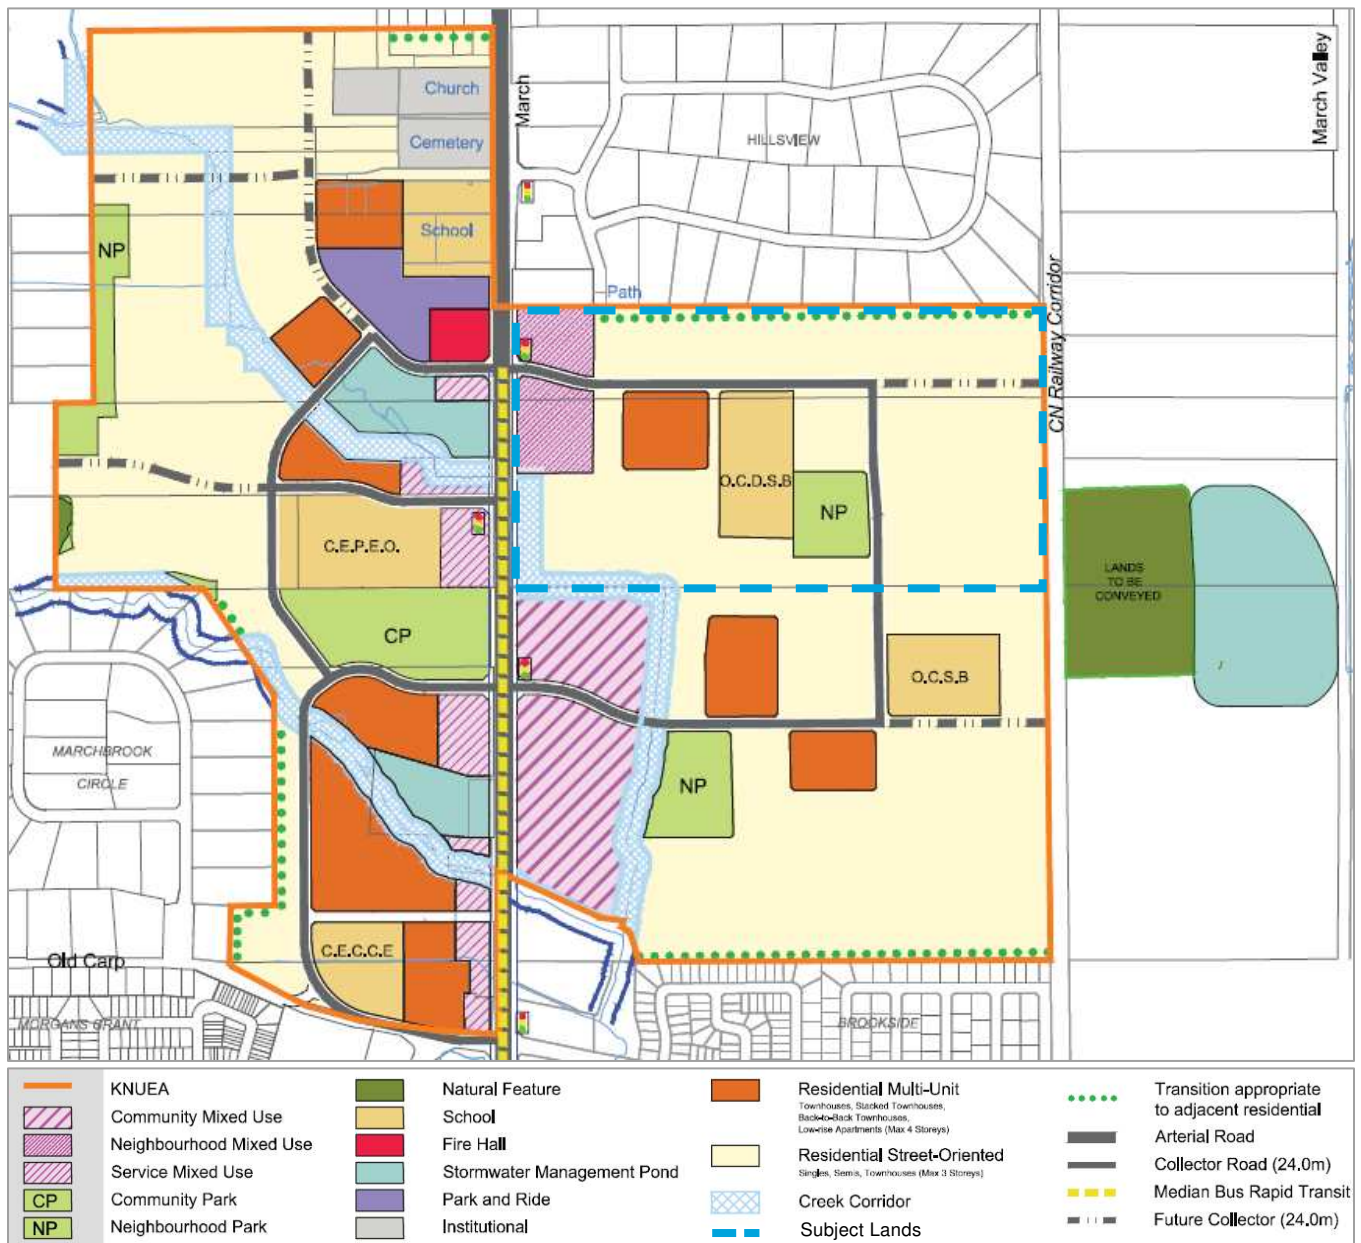 Church
March
March Valley
Cemetery
HILLSVIEW
School
NP
Path
CN Railway Corridor
O.C.D.S.B
NP
C.E.P.E.O.
LANDS
TO BE
CONVEYED
CP
O.C.S.B
MARCHBROOK
CIRCLE
NP
C.E.C.C.E
Old Carp
MORGANS GRANT
BROOKSIDE
KNUEA
Community Mixed Use
Neighbourhood Mixed Use
Service Mixed Use
CP Community Park
NP Neighbourhood Park
Natural Feature
School
Fire Hall
Stormwater Management Pond
Park and Ride
Institutional
Residential Multi-Unit
Townhouses, Stacked Townhouses,
Back-to-Back Townhouses,
Low-rise Apartments (Max 4 Storeys)
Residential Street-Oriented
Singles, Semis, Townhouses (Max 3 Storeys)
Creek Corridor
Subject Lands
Transition appropriate
to adjacent residential
Arterial Road
Collector Road (24.0m)
Median Bus Rapid Transit
Future Collector (24.0m)